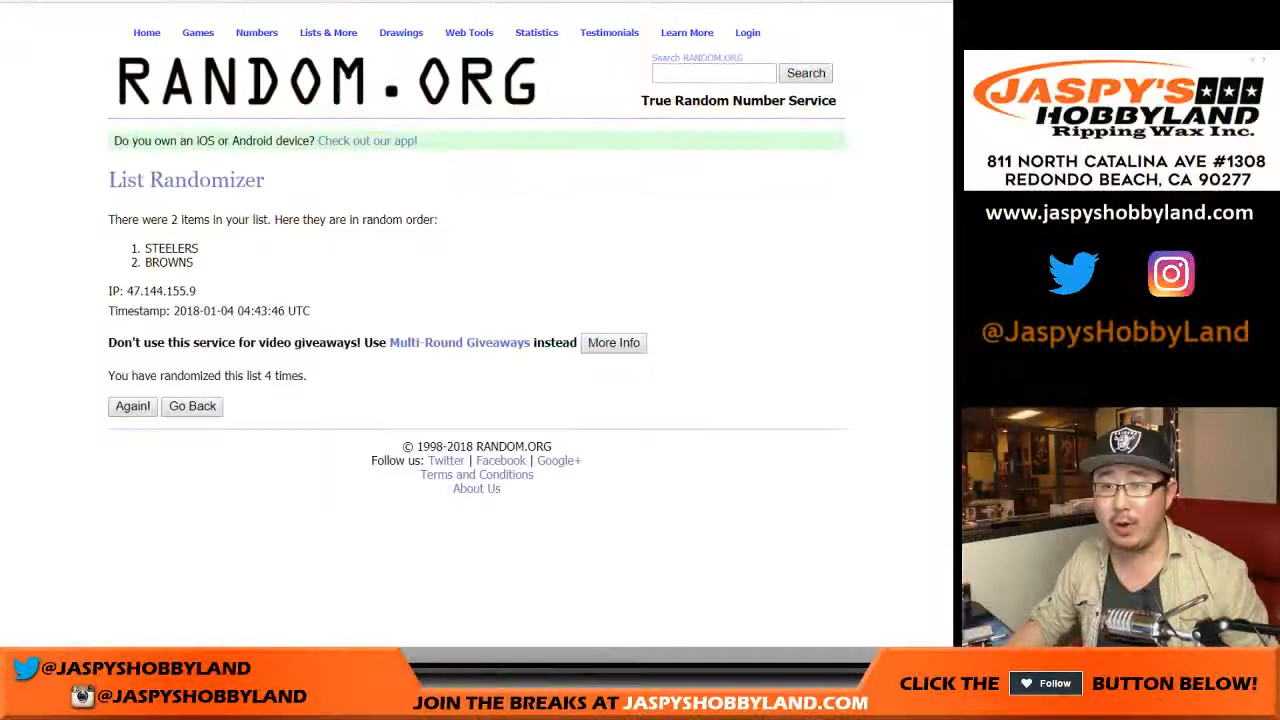 Home Games Numbers Lists & More Drawings Web Tools Statistics Testimonials Learn More Login
RANDOM.ORG
Search RANDOM.ORG
Search
True Random Number Service
Do you own an iOS or Android device? Check out our app!
List Randomizer
There were 2 items in your list. Here they are in random order:
1. STEELERS
2. BROWNS
IP: 47.144.155.9
Timestamp: 2018-01-04 04:43:46 UTC
Don't use this service for video giveaways! Use Multi-Round Giveaways instead More Info
You have randomized this list 4 times.
Again! Go Back
© 1998-2018 RANDOM.ORG
Follow us: Twitter | Facebook | Google+
Terms and Conditions
About Us
JASPY'S
HOBBYLAND
Ripping Wax Inc.
811 NORTH CATALINA AVE #1308
REDONDO BEACH, CA 90277
www.jaspyshobbyland.com
@JaspysHobbyLand
RAIDERS
@JASPYSHOBBYLAND
@JASPYSHOBBYLAND
JOIN THE BREAKS AT JASPYSHOBBYLAND.COM
CLICK THE Follow BUTTON BELOW!